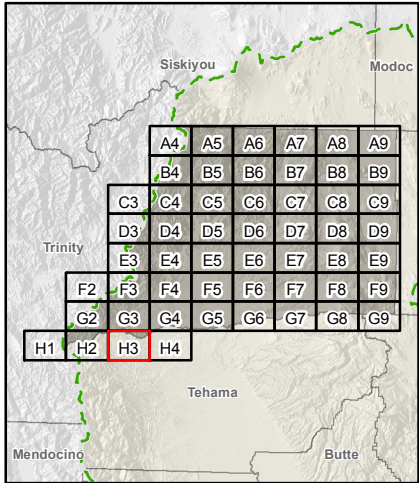 Siskiyou
Modoc
A4 A5 A6 A7 A8 A9
B4 B5 B6 B7 B8 B9
C3 C4 C5 C6 C7 C8 C9
D3 D4 D5 D6 D7 D8 D9
Trinity
E3 E4 E5 E6 E7 E8 E9
F2 F3 F4 F5 F6 F7 F8 F9
G2 G3 G4 G5 G6 G7 G8 G9
H1 H2 H3 H4
Tehama
Mendocino
Butte